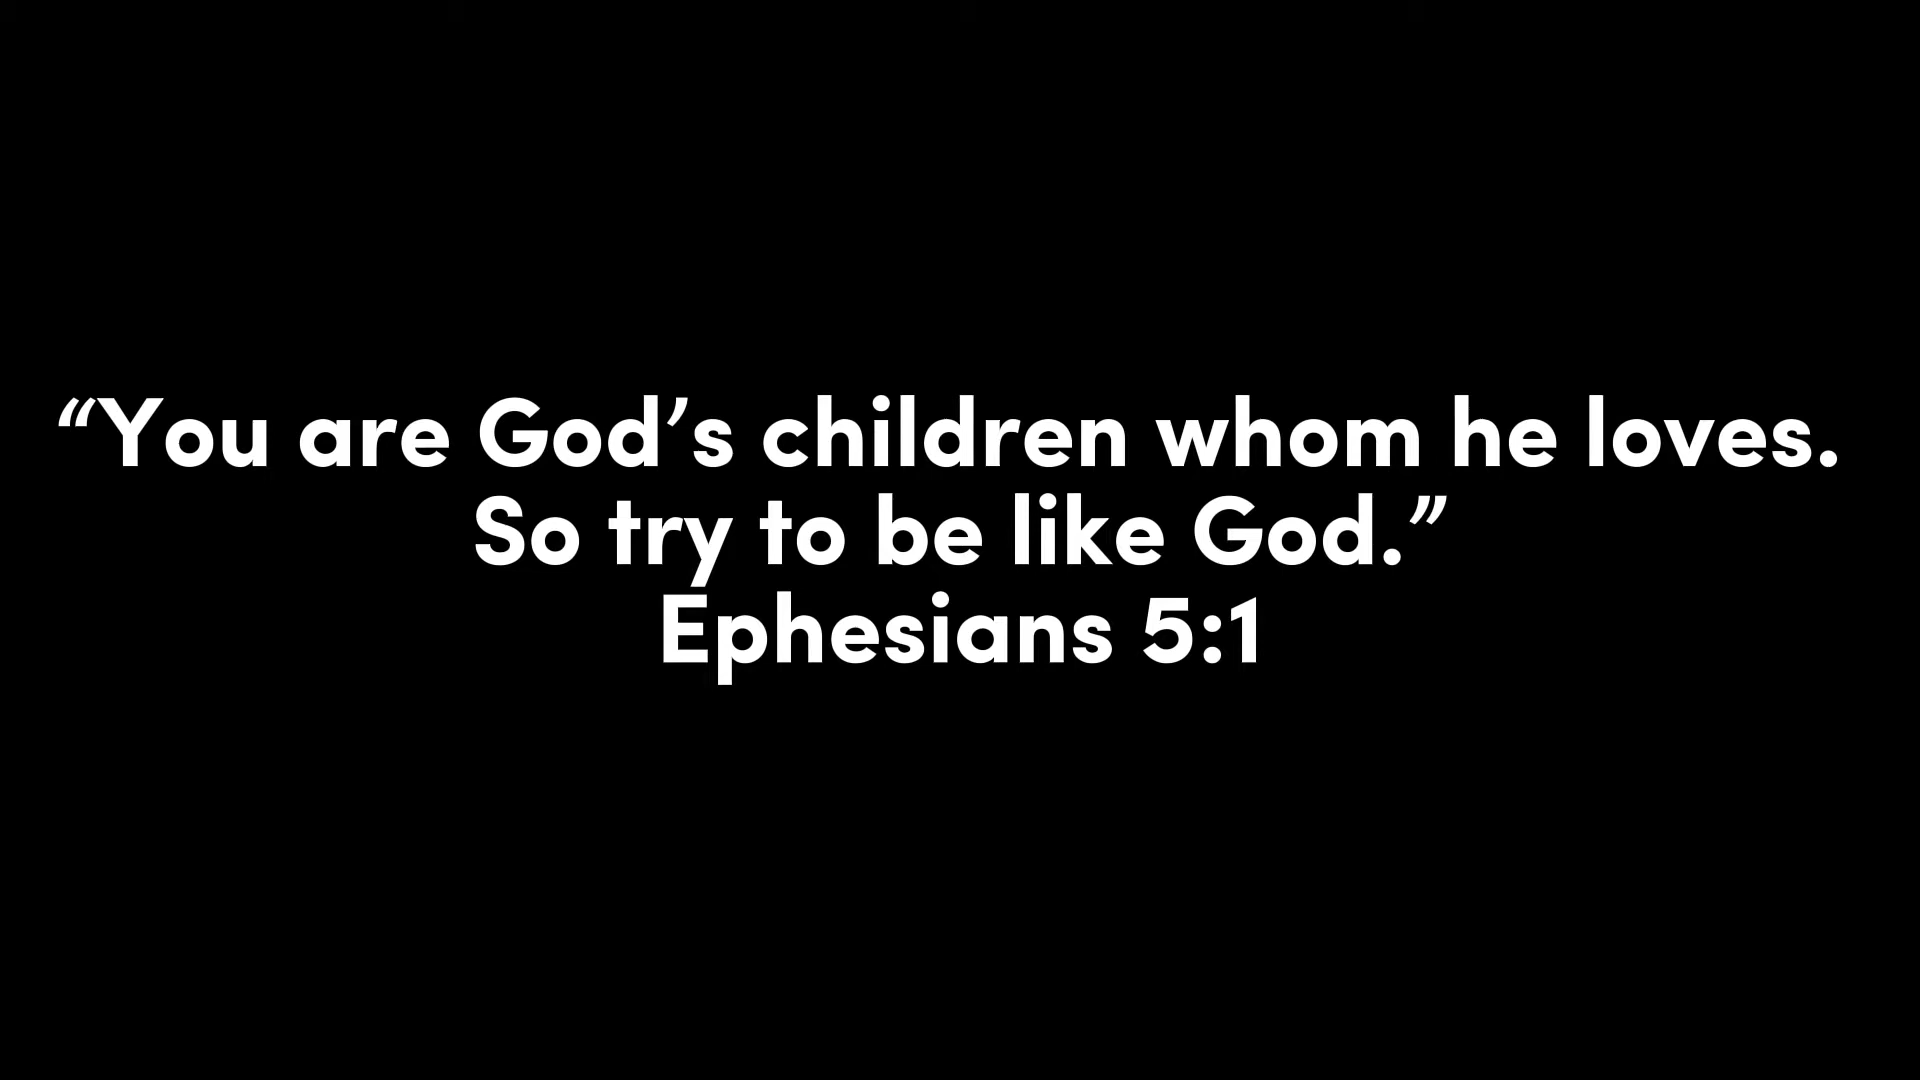 “You are God’s children whom he loves.
So try to be like God.”
Ephesians 5:1